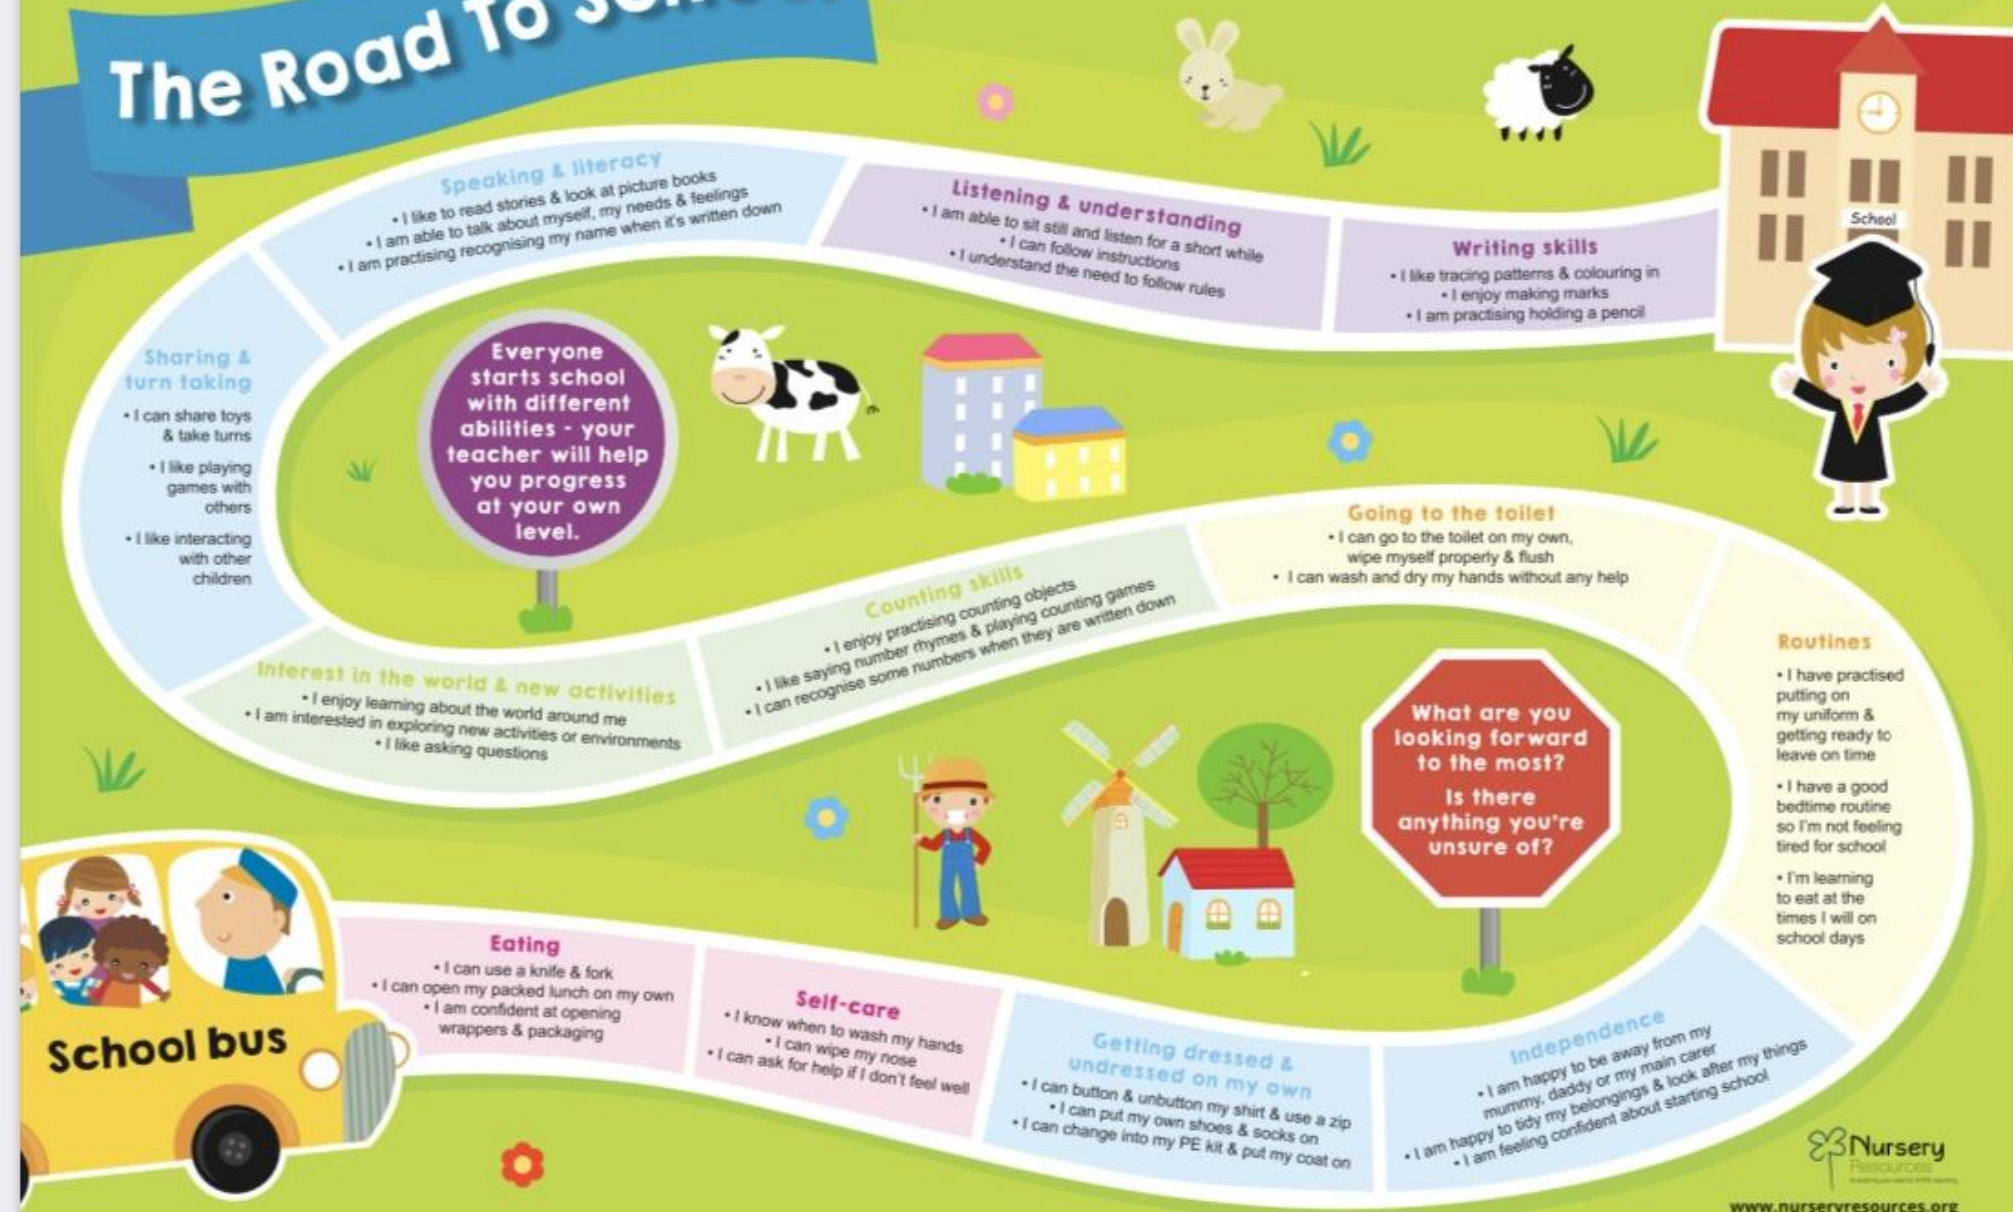 The Road To School
Speaking & literacy
• I like to read stories & look at picture books
• I am able to talk about myself, my needs & feelings
• I am practising recognising my name when it's written down
Listening & understanding
• I am able to sit still and listen for a short while
• I can follow instructions
• I understand the need to follow rules
Writing skills
• I like tracing patterns & colouring in
• I enjoy making marks
• I am practising holding a pencil
School
Sharing &
turn taking
• I can share toys
& take turns
• I like playing
games with
others
• I like interacting
with other
children
Everyone
starts school
with different
abilities - your
teacher will help
you progress
at your own
level.
Interest in the world & new activities
• I enjoy learning about the world around me
• I am interested in exploring new activities or environments
• I like asking questions
Counting skills
• I enjoy practising counting objects
• I like saying number rhymes & playing counting games
• I can recognise some numbers when they are written down
Going to the toilet
• I can go to the toilet on my own,
wipe myself properly & flush
• I can wash and dry my hands without any help
Routines
• I have practised
putting on
my uniform &
getting ready to
leave on time
• I have a good
bedtime routine
so I'm not feeling
tired for school
• I'm learning
to eat at the
times I will on
school days
What are you
looking forward
to the most?
Is there
anything you're
unsure of?
School bus
Eating
• I can use a knife & fork
• I can open my packed lunch on my own
• I am confident at opening
wrappers & packaging
Self-care
• I know when to wash my hands
• I can wipe my nose
• I can ask for help if I don't feel well
Getting dressed &
undressed on my own
• I can button & unbutton my shirt & use a zip
• I can put my own shoes & socks on
• I can change into my PE kit & put my coat on
Independence
• I am happy to be away from my
mummy, daddy or my main carer
• I am happy to tidy my belongings & look after my things
• I am feeling confident about starting school
Nursery
Resources
www.nurseryresources.org